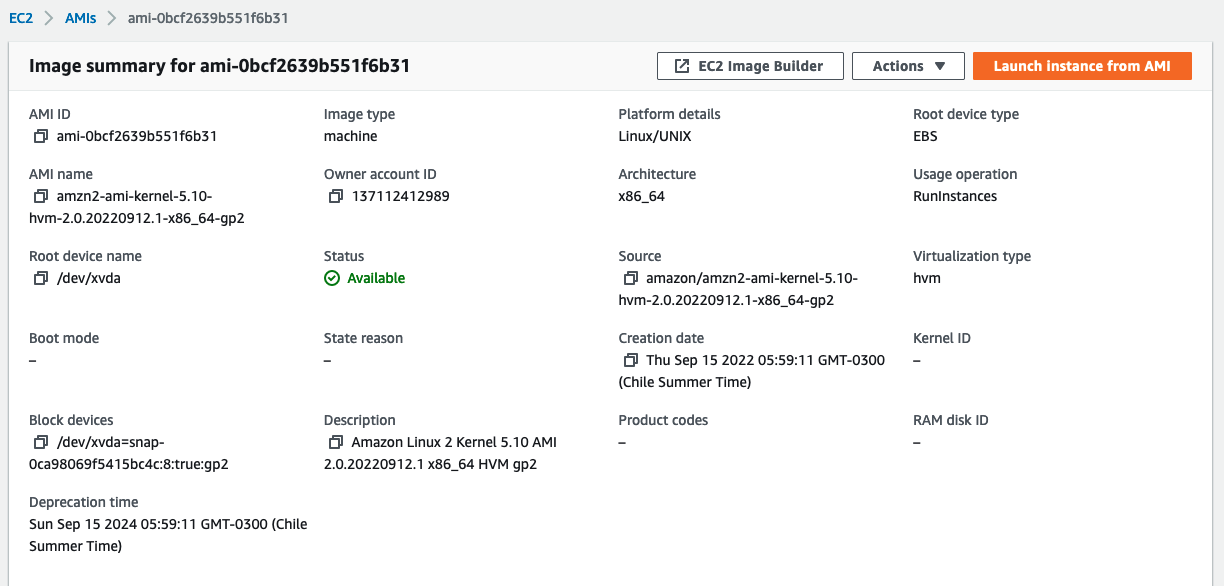 EC2 > AMIs > ami-0bcf2639b551f6b31
Image summary for ami-0bcf2639b551f6b31
EC2 Image Builder
Actions ▼
Launch instance from AMI
AMI ID
ami-0bcf2639b551f6b31
Image type
machine
Platform details
Linux/UNIX
Root device type
EBS
AMI name
amzn2-ami-kernel-5.10-
hvm-2.0.20220912.1-x86_64-gp2
Owner account ID
137112412989
Architecture
x86_64
Usage operation
RunInstances
Root device name
/dev/xvda
Status
Available
Source
amazon/amzn2-ami-kernel-5.10-
hvm-2.0.20220912.1-x86_64-gp2
Virtualization type
hvm
Boot mode
–
State reason
–
Creation date
Thu Sep 15 2022 05:59:11 GMT-0300
(Chile Summer Time)
Kernel ID
–
Block devices
/dev/xvda=snap-
0ca98069f5415bc4c:8:true:gp2
Description
Amazon Linux 2 Kernel 5.10 AMI
2.0.20220912.1 x86_64 HVM gp2
Product codes
–
RAM disk ID
–
Deprecation time
Sun Sep 15 2024 05:59:11 GMT-0300 (Chile
Summer Time)